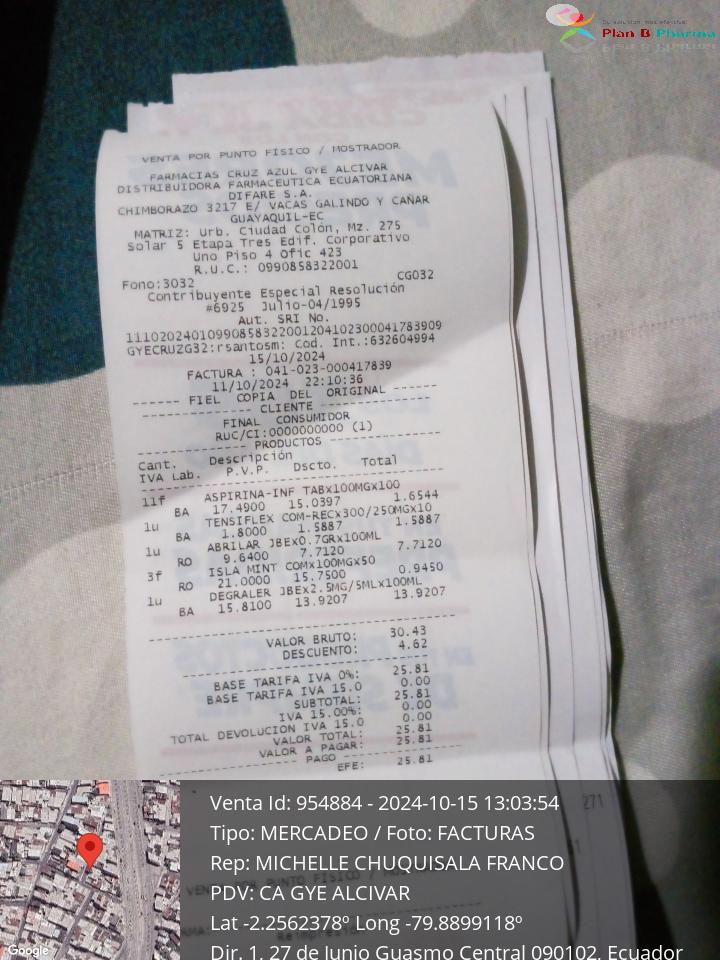 Tu solución más efectiva!
Plan B Pharma
VENTA POR PUNTO FISICO / MOSTRADOR
FARMACIAS CRUZ AZUL GYE ALCIVAR
DISTRIBUIDORA FARMACEUTICA ECUATORIANA
DIFARE S.A.
CHIMBORAZO 3217 E/ VACAS GALINDO Y CAÑAR
GUAYAQUIL-EC
MATRIZ: Urb. Ciudad Colón, Mz. 275
Solar 5 Etapa Tres Edif. Corporativo
Uno Piso 4 Ofic 423
R.U.C.: 0990858322001
Fono:3032 CG032
Contribuyente Especial Resolución
#6925 Julio-04/1995
Aut. SRI No.
1110202401099085832200120410230004178390​9
GYECRUZG32:rsantosm: Cod. Int.:632604994
15/10/2024
FACTURA : 041-023-000417839
11/10/2024 22:10:36
------ FIEL COPIA DEL ORIGINAL ------
---------------- CLIENTE ----------------
FINAL CONSUMIDOR
RUC/CI:0000000000 (1)
--------------- PRODUCTOS ---------------
Cant. Descripción
IVA Lab. P.V.P. Dscto. Total
11f ASPIRINA-INF TABx100MGx100
BA 17.4900 15.0397 1.6544
1u TENSIFLEX COM-RECx300/250MGx10
BA 1.8000 1.5887 1.5887
1u ABRILAR JBEx0.7GRx100ML
RO 9.6400 7.7120 7.7120
3f ISLA MINT COMx100MGx50
RO 21.0000 15.7500 0.9450
1u DEGRALER JBEx2.5MG/5MLx100ML
BA 15.8100 13.9207 13.9207
VALOR BRUTO: 30.43
DESCUENTO: 4.62
BASE TARIFA IVA 0%: 25.81
BASE TARIFA IVA 15.0 0.00
SUBTOTAL: 25.81
IVA 15.00%: 0.00
TOTAL DEVOLUCION IVA 15.0 0.00
VALOR TOTAL: 25.81
VALOR A PAGAR: 25.81
---------------- PAGO ----------------
EFE: 25.81
Venta Id: 954884 - 2024-10-15 13:03:54
Tipo: MERCADEO / Foto: FACTURAS
Rep: MICHELLE CHUQUISALA FRANCO
PDV: CA GYE ALCIVAR
Lat -2.2562378º Long -79.8899118º
Dir. 1, 27 de Junio Guasmo Central 090102, Ecuador
Google